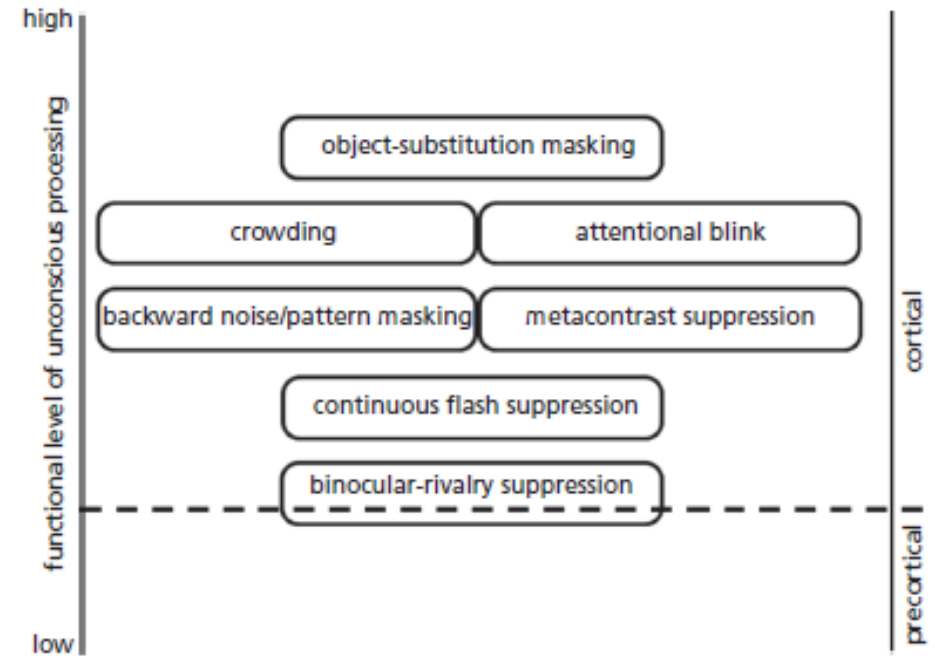 high
functional level of unconscious processing
object-substitution masking
crowding
attentional blink
backward noise/pattern masking
metacontrast suppression
cortical
continuous flash suppression
binocular-rivalry suppression
precortical
low